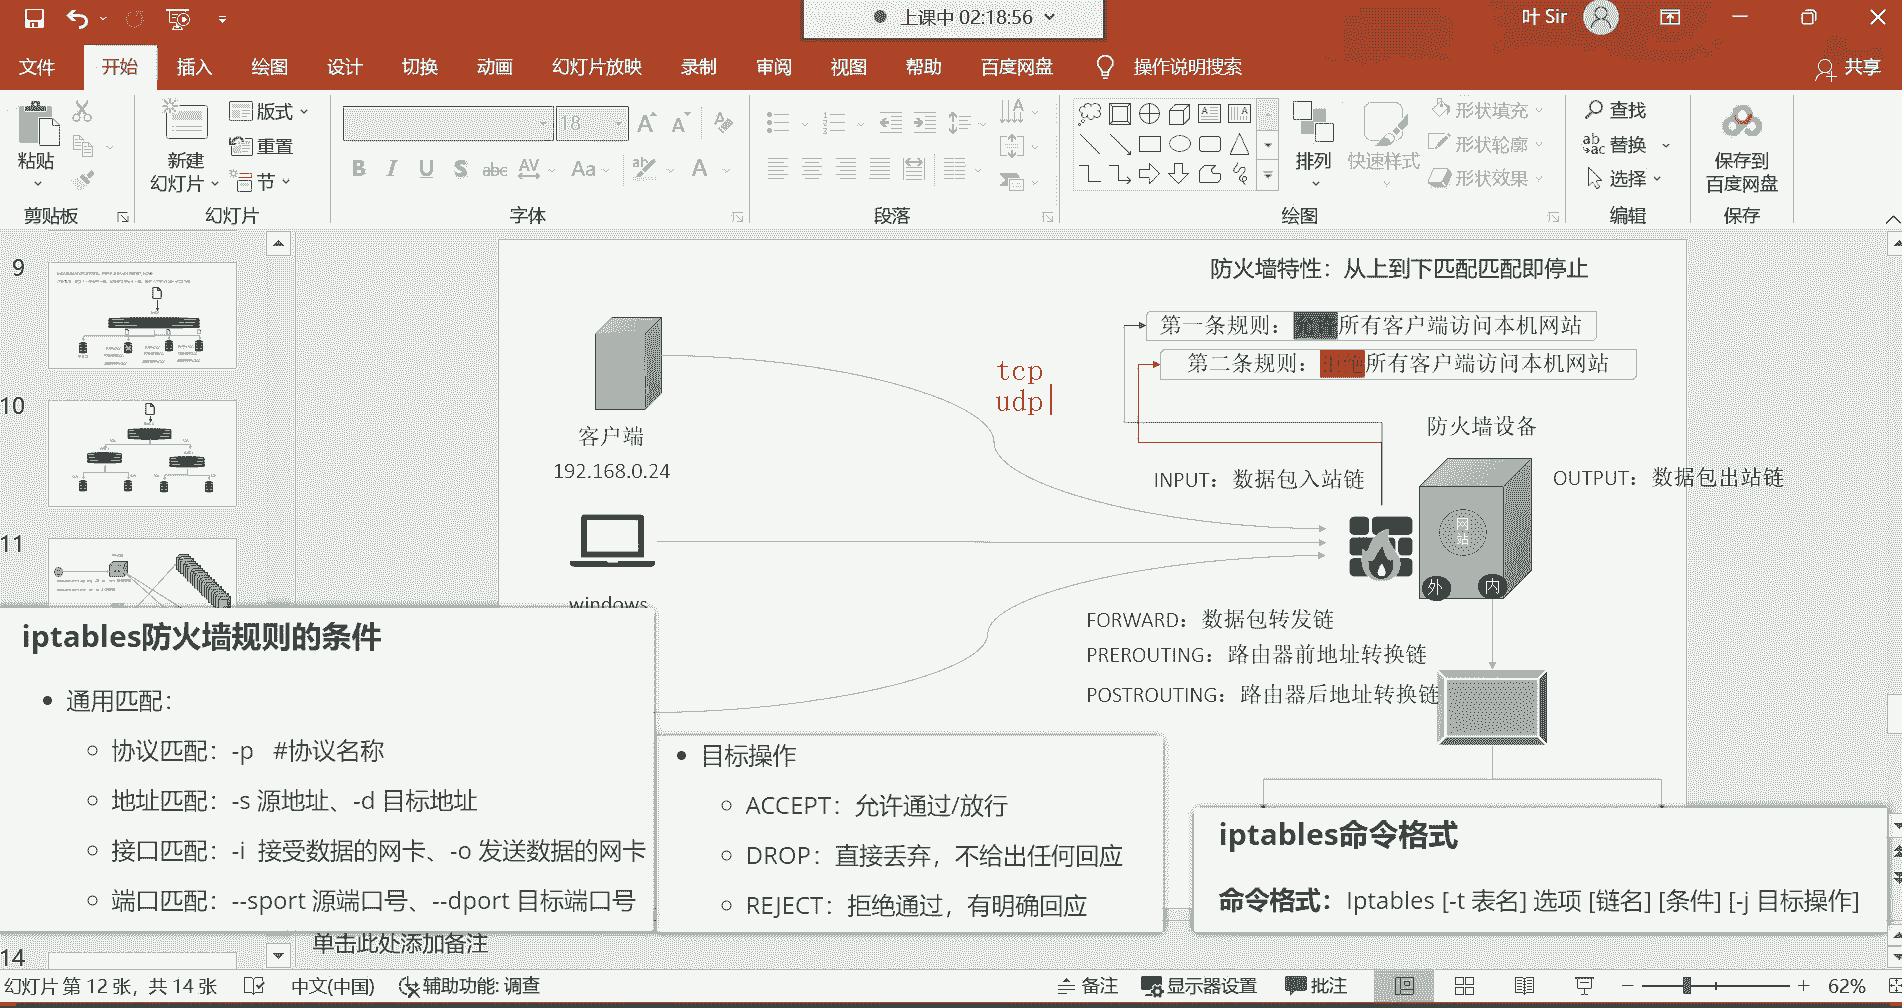 上课中 02:18:56
叶 Sir
文件 开始 插入 绘图 设计 切换 动画 幻灯片放映 录制 审阅 视图 帮助 百度网盘 操作说明搜索 共享
粘贴
剪贴板
新建
幻灯片
版式
重置
节
幻灯片
18
B I U S abc AV Aa A
字体
段落
排列
快速样式
形状填充
形状轮廓
形状效果
绘图
查找
替换
选择
编辑
保存到
百度网盘
保存
9
10
11
14
防火墙特性：从上到下匹配匹配即停止
第一条规则：所有客户端访问本机网站
第二条规则：所有客户端访问本机网站
tcp
udp
客户端
192.168.0.24
windows
防火墙设备
INPUT：数据包入站链
OUTPUT：数据包出站链
网
站
外
内
FORWARD：数据包转发链
PREROUTING：路由器前地址转换链
POSTROUTING：路由器后地址转换链
iptables防火墙规则的条件
通用匹配：
协议匹配：-p #协议名称
地址匹配：-s 源地址、-d 目标地址
接口匹配：-i 接受数据的网卡、-o 发送数据的网卡
端口匹配：--sport 源端口号、--dport 目标端口号
目标操作
ACCEPT：允许通过/放行
DROP：直接丢弃，不给出任何回应
REJECT：拒绝通过，有明确回应
iptables命令格式
命令格式：Iptables [-t 表名] 选项 [链名] [条件] [-j 目标操作]
单击此处添加备注
幻灯片 第 12 张，共 14 张 中文(中国) 辅助功能: 调查 备注 显示器设置 批注 62%